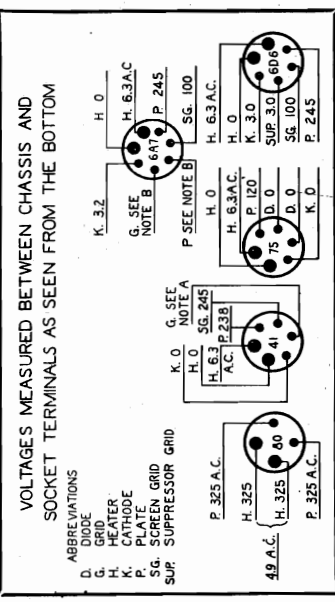 VOLTAGES MEASURED BETWEEN CHASSIS AND
SOCKET TERMINALS AS SEEN FROM THE BOTTOM
ABBREVIATIONS
D. DIODE
G. GRID
H. HEATER
K. CATHODE
P. PLATE
SG. SCREEN GRID
SUP. SUPPRESSOR GRID
K. 3.2
H 0
G. SEE
NOTE B
H. 6.3 A.C
P. 245
6A7
P SEE NOTE B
SG. 100
P. 325 A.C.
H. 325
4.9 A.C.
H. 325
P. 325 A.C.
80
K. 0
H. 0
H. 6.3
A.C.
G. SEE
NOTE A
SG. 245
P. 238
41
H. 0
H. 6.3 A.C.
P. 120
D. 0
D. 0
K. 0
75
H. 6.3 A.C.
H. 0
K. 3.0
SUP. 3.0
SG 100
P. 245
6D6